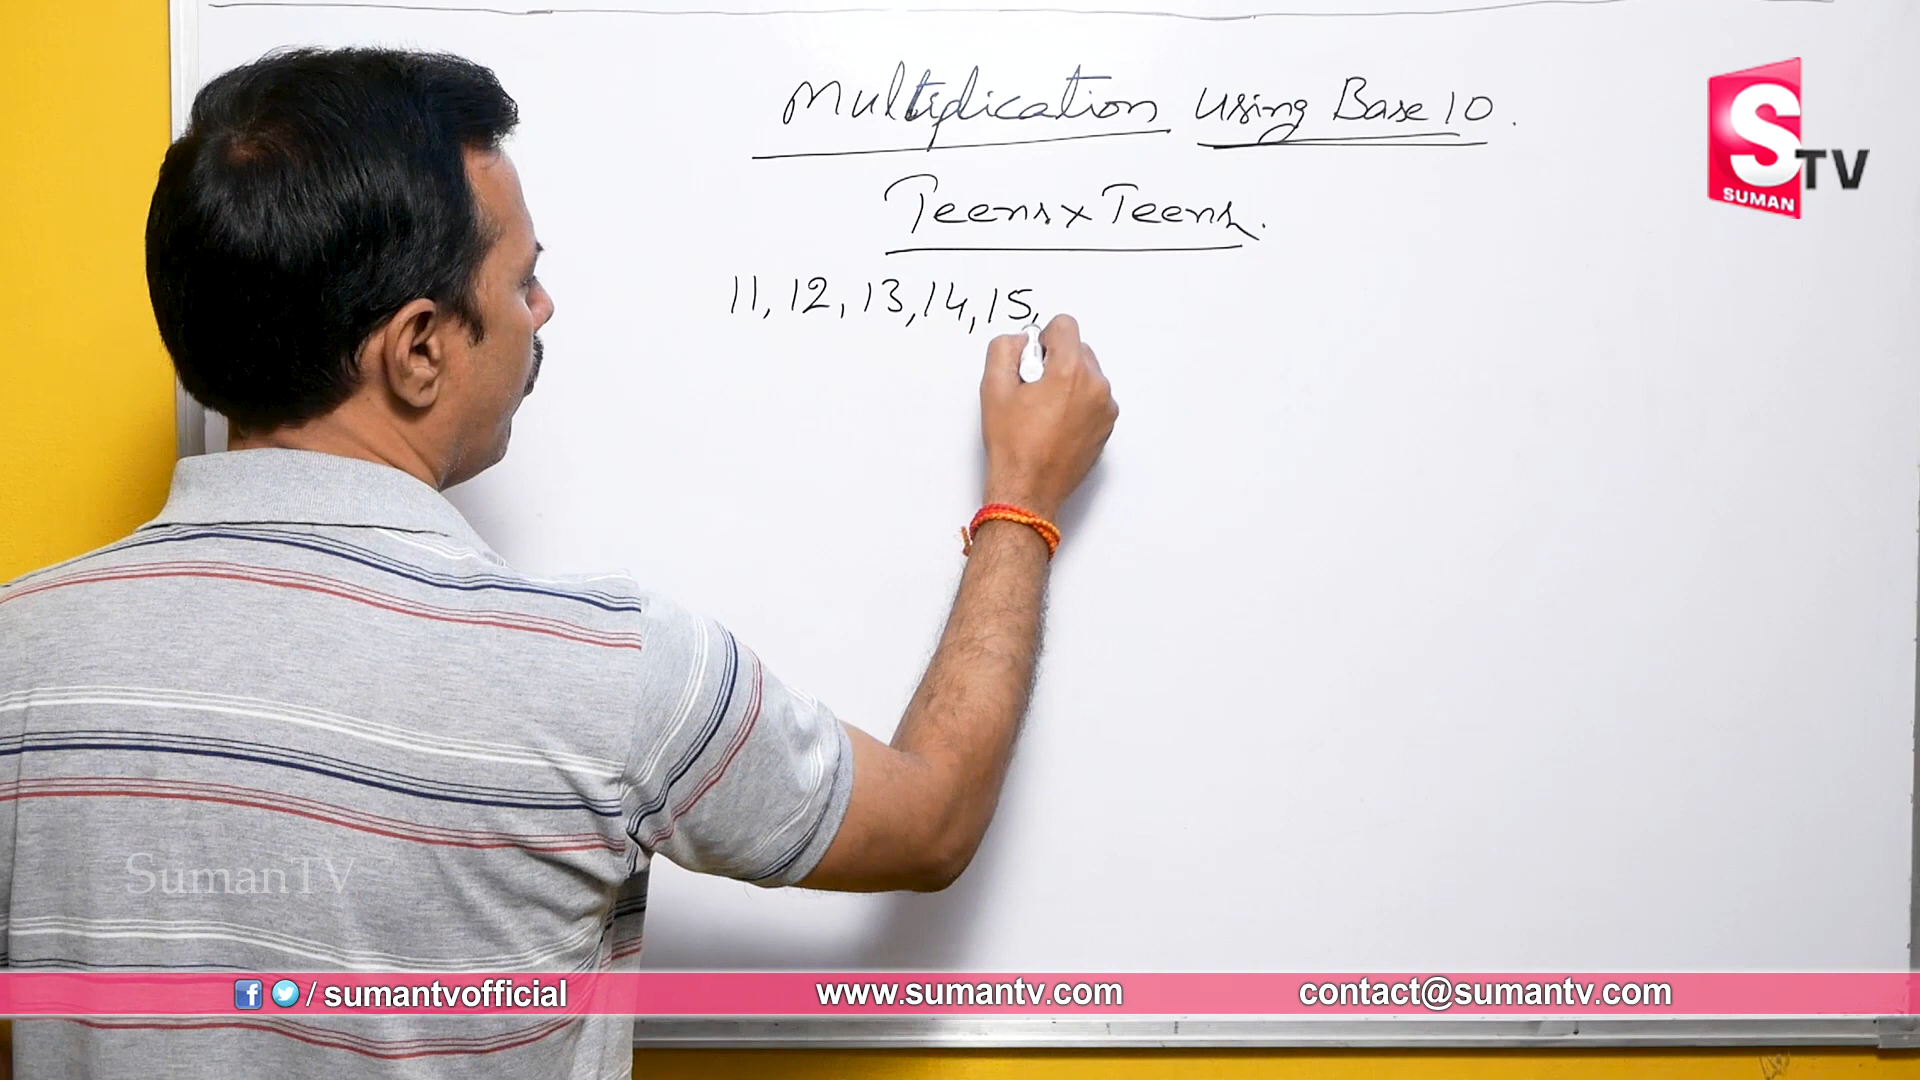 Multiplication using Base 10.
Teens x Teens.
11, 12, 13, 14, 15,
S TV
SUMAN
SumanTV
/ sumantvofficial
www.sumantv.com
contact@sumantv.com